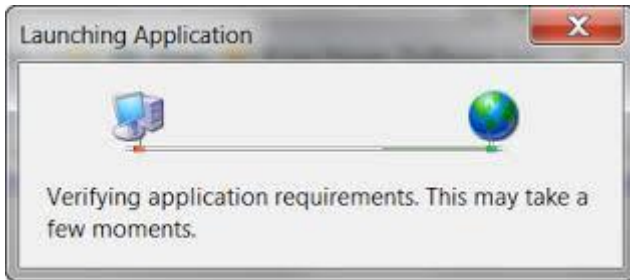 Launching Application
Verifying application requirements. This may take a
few moments.